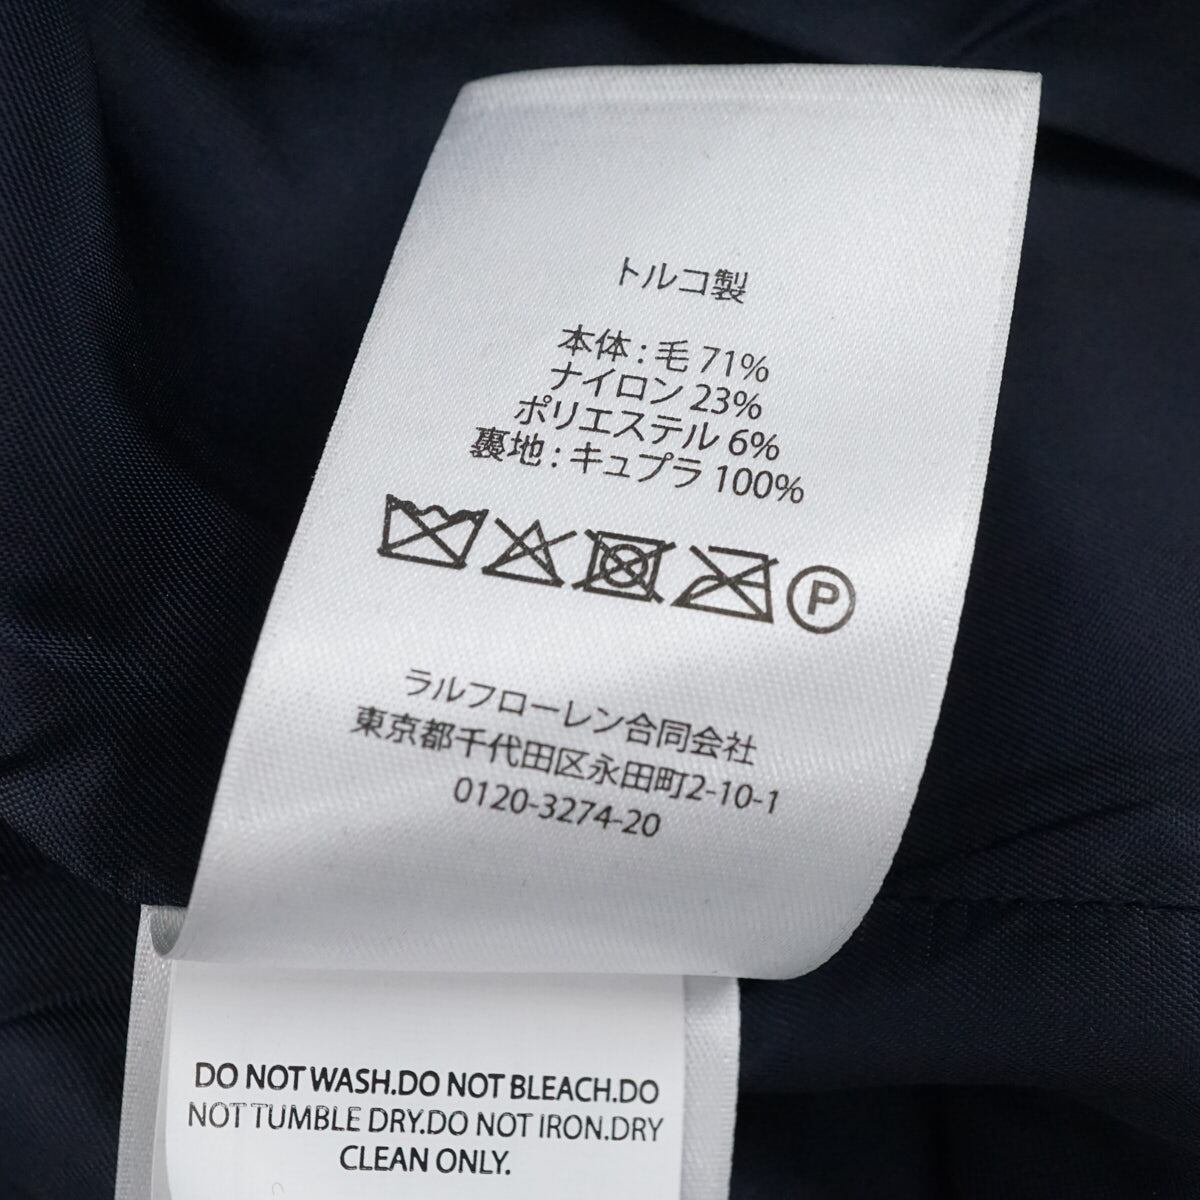 トルコ製
本体 : 毛 71%
ナイロン 23%
ポリエステル 6%
裏地 : キュプラ 100%
P
ラルフローレン合同会社
東京都千代田区永田町2-10-1
0120-3274-20
DO NOT WASH.DO NOT BLEACH.DO
NOT TUMBLE DRY.DO NOT IRON.DRY
CLEAN ONLY.